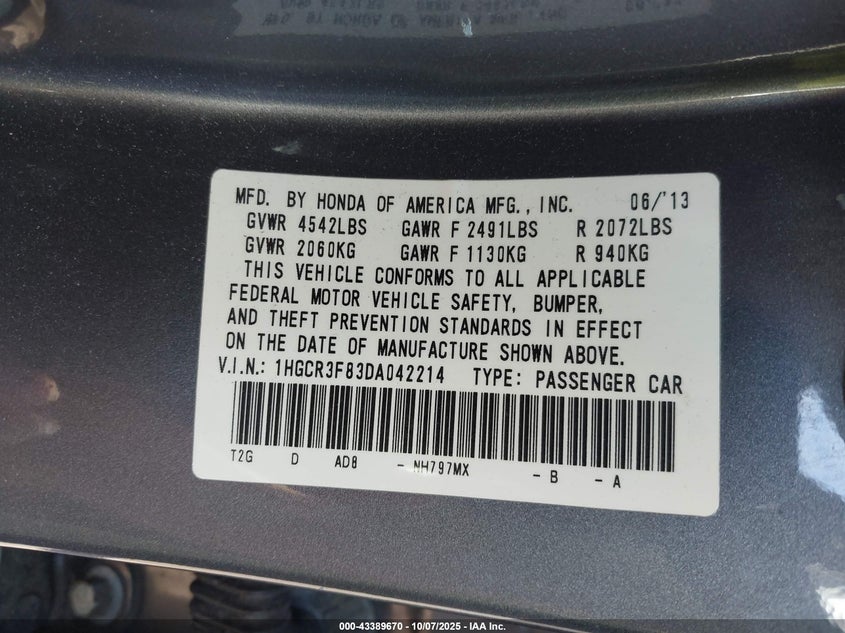 MFD. BY HONDA OF AMERICA MFG., INC. 06/'13
GVWR 4542LBS GAWR F 2491LBS R 2072LBS
GVWR 2060KG GAWR F 1130KG R 940KG
THIS VEHICLE CONFORMS TO ALL APPLICABLE
FEDERAL MOTOR VEHICLE SAFETY, BUMPER,
AND THEFT PREVENTION STANDARDS IN EFFECT
ON THE DATE OF MANUFACTURE SHOWN ABOVE.
V.I.N.: 1HGCR3F83DA042214 TYPE: PASSENGER CAR
T2G D AD8 - NH797MX - B - A
000-43389670 - 10/07/2025 - IAA Inc.